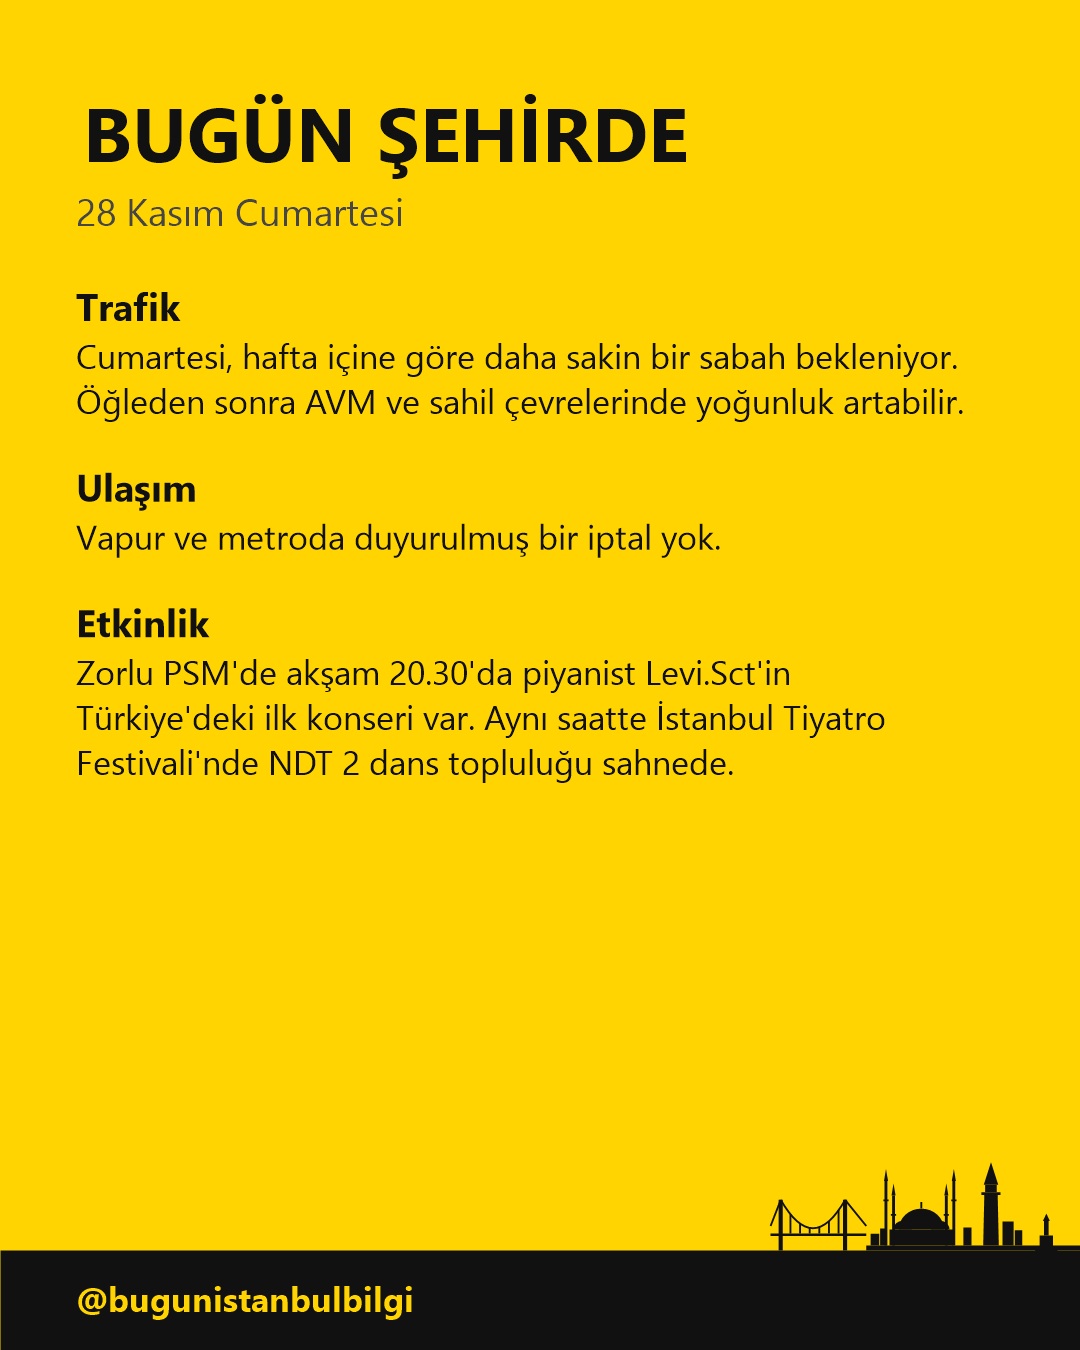 BUGÜN ŞEHİRDE
28 Kasım Cumartesi
Trafik
Cumartesi, hafta içine göre daha sakin bir sabah bekleniyor.
Öğleden sonra AVM ve sahil çevrelerinde yoğunluk artabilir.
Ulaşım
Vapur ve metroda duyurulmuş bir iptal yok.
Etkinlik
Zorlu PSM'de akşam 20.30'da piyanist Levi.Sct'in
Türkiye'deki ilk konseri var. Aynı saatte İstanbul Tiyatro
Festivali'nde NDT 2 dans topluluğu sahnede.
@bugunistanbulbilgi